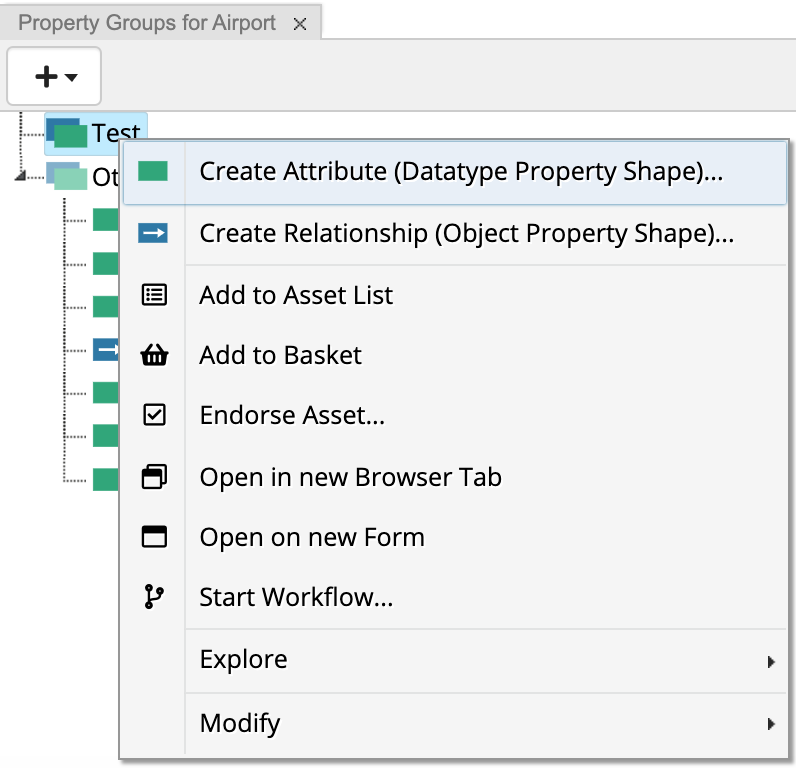 Property Groups for Airport
Test
Create Attribute (Datatype Property Shape)...
Ot
Create Relationship (Object Property Shape)...
Add to Asset List
Add to Basket
Endorse Asset...
Open in new Browser Tab
Open on new Form
Start Workflow...
Explore
Modify